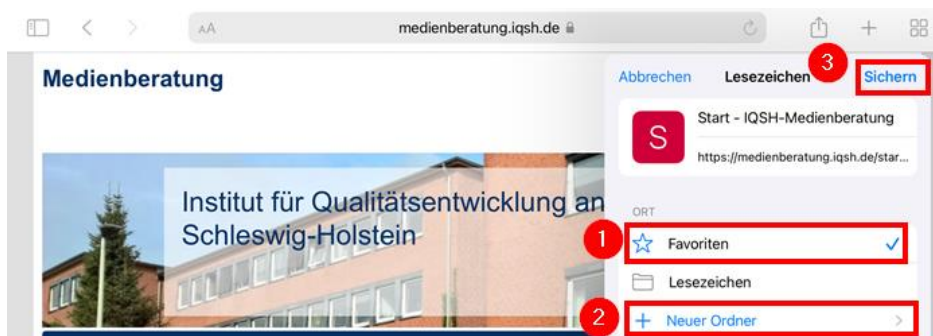 AA
medienberatung.iqsh.de
Medienberatung
Institut für Qualitätsentwicklung an
Schleswig-Holstein
3
Abbrechen
Lesezeichen
Sichern
S
Start - IQSH-Medienberatung
https://medienberatung.iqsh.de/star...
ORT
1
Favoriten
Lesezeichen
2
Neuer Ordner